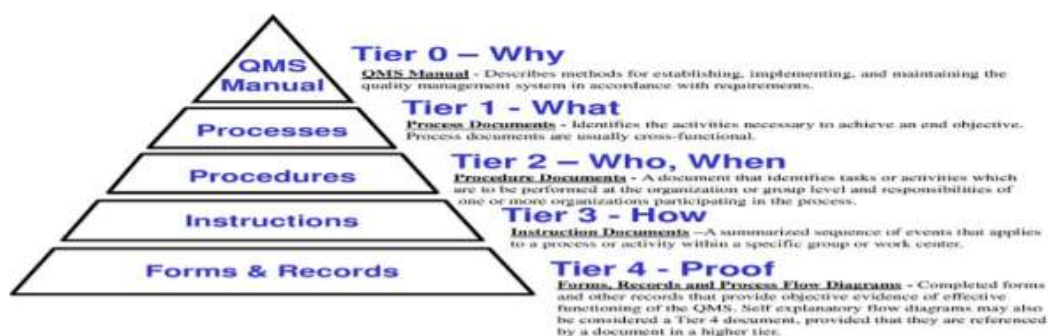 QMS
Manual
Tier 0 – Why
QMS Manual - Describes methods for establishing, implementing, and maintaining the
quality management system in accordance with requirements.
Processes
Tier 1 - What
Process Documents - Identifies the activities necessary to achieve an end objective.
Process documents are usually cross-functional.
Procedures
Tier 2 – Who, When
Procedure Documents - A document that identifies tasks or activities which
are to be performed at the organization or group level and responsibilities of
one or more organizations participating in the process.
Instructions
Tier 3 - How
Instruction Documents –A summarized sequence of events that applies
to a process or activity within a specific group or work center.
Forms & Records
Tier 4 - Proof
Forms, Records and Process Flow Diagrams - Completed forms
and other records that provide objective evidence of effective
functioning of the QMS. Self explanatory flow diagrams may also
be considered a Tier 4 document, provided that they are referenced
by a document in a higher tier.